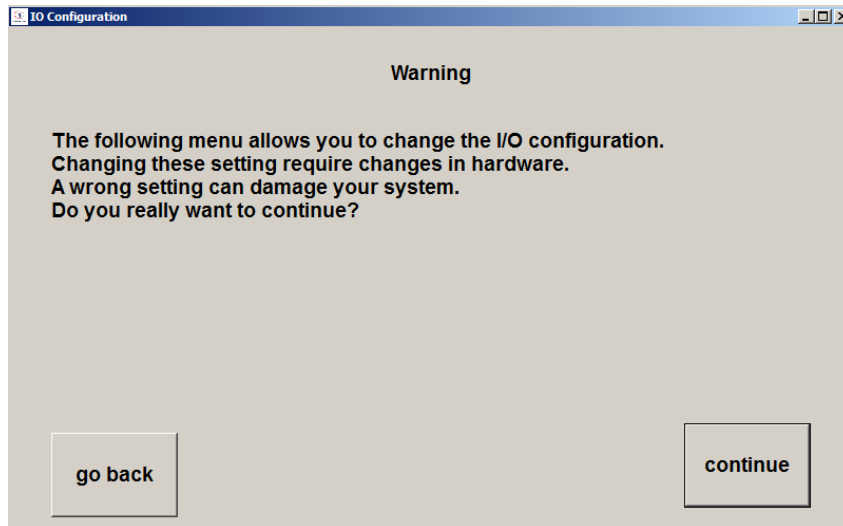 IO Configuration
Warning
The following menu allows you to change the I/O configuration.
Changing these setting require changes in hardware.
A wrong setting can damage your system.
Do you really want to continue?
go back
continue